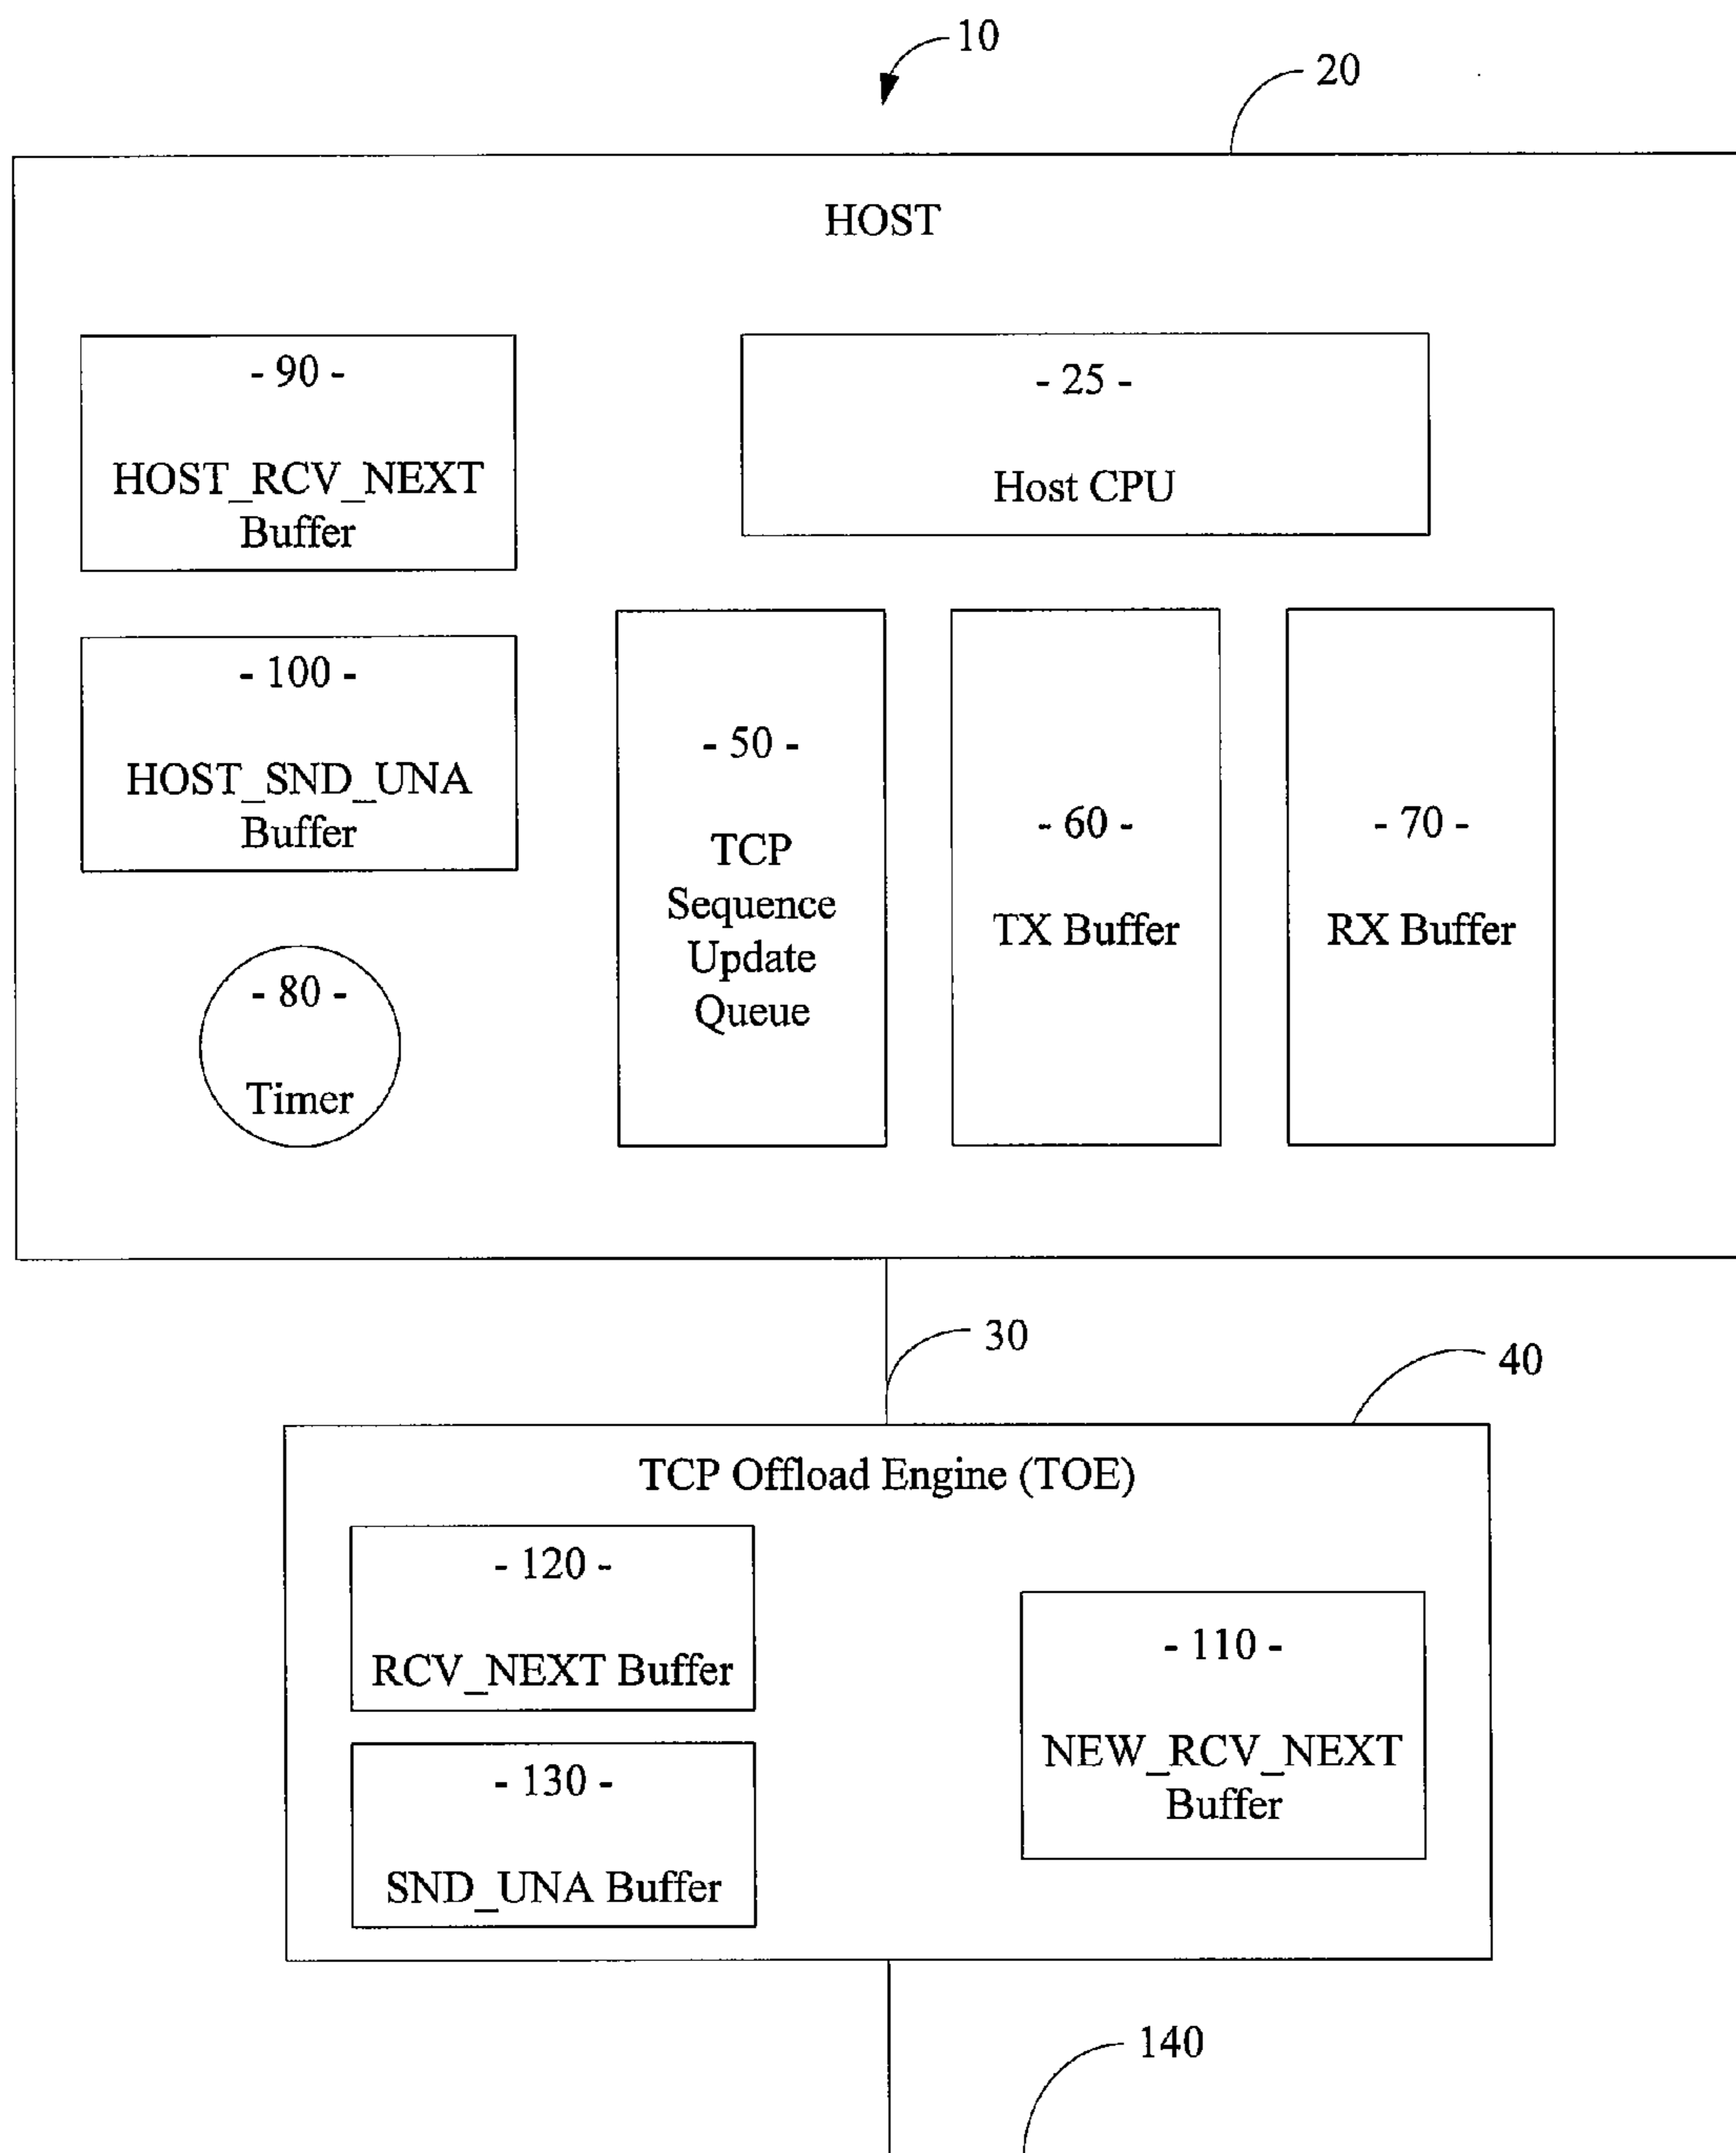 10
20
HOST
- 90 -
HOST_RCV_NEXT
Buffer
- 25 -
Host CPU
- 100 -
HOST_SND_UNA
Buffer
- 50 -
TCP
Sequence
Update
Queue
- 60 -
TX Buffer
- 70 -
RX Buffer
- 80 -
Timer
30
40
TCP Offload Engine (TOE)
- 120 -
RCV_NEXT Buffer
- 110 -
NEW_RCV_NEXT
Buffer
- 130 -
SND_UNA Buffer
140